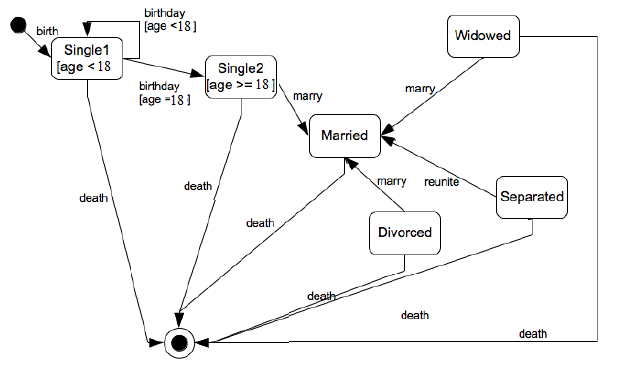 birthday
[age <18 ]
birth
Single1
[age <18
Widowed
Single2
[age >= 18 ]
birthday
[age =18 ]
marry
marry
Married
marry
reunite
Separated
death
death
death
Divorced
death
death
death